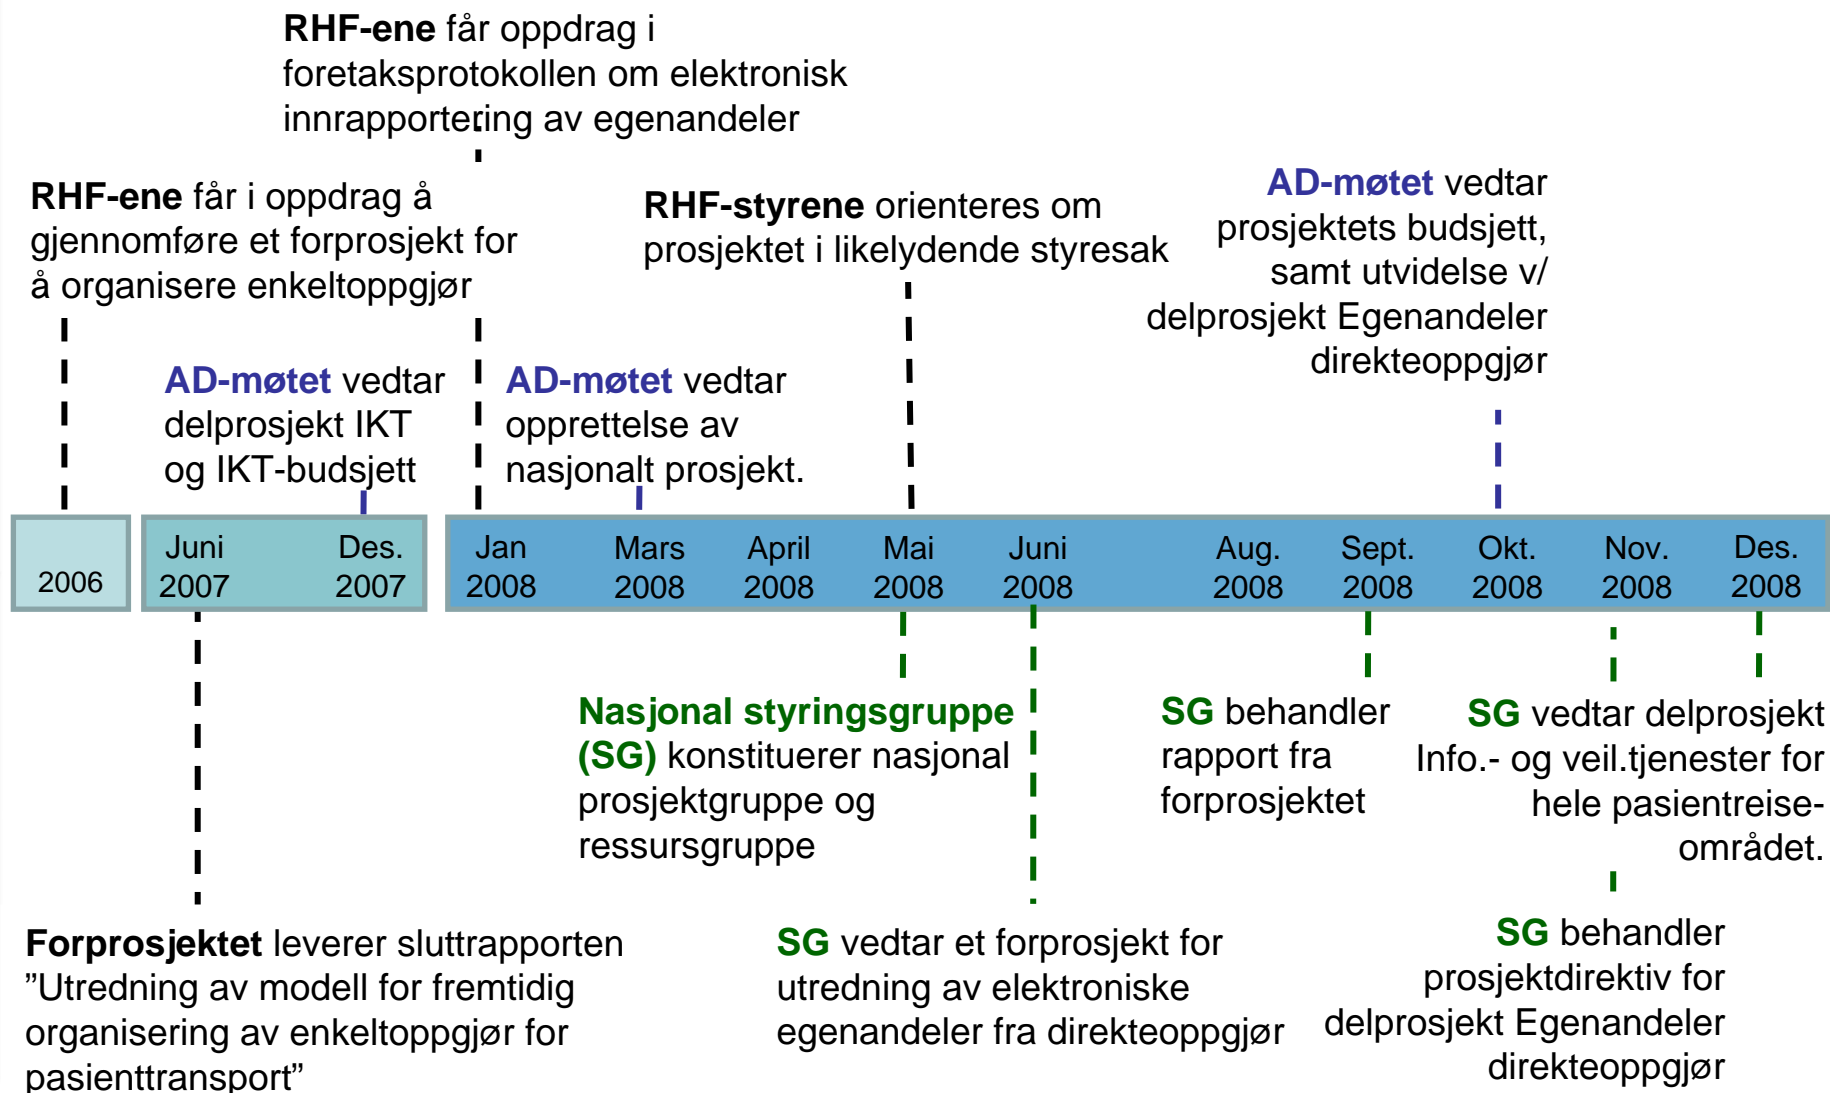 RHF-ene får oppdrag i
foretaksprotokollen om elektronisk
innrapportering av egenandeler
RHF-ene får i oppdrag å
gjennomføre et forprosjekt for
å organisere enkeltoppgjør
RHF-styrene orienteres om
prosjektet i likelydende styresak
AD-møtet vedtar
prosjektets budsjett,
samt utvidelse v/
delprosjekt Egenandeler
direkteoppgjør
AD-møtet vedtar
delprosjekt IKT
og IKT-budsjett
AD-møtet vedtar
opprettelse av
nasjonalt prosjekt.
2006
Juni
2007
Des.
2007
Jan
2008
Mars
2008
April
2008
Mai
2008
Juni
2008
Aug.
2008
Sept.
2008
Okt.
2008
Nov.
2008
Des.
2008
Nasjonal styringsgruppe
(SG) konstituerer nasjonal
prosjektgruppe og
ressursgruppe
SG behandler
rapport fra
forprosjektet
SG vedtar delprosjekt
Info.- og veil.tjenester for
hele pasientreise-
området.
Forprosjektet leverer sluttrapporten
”Utredning av modell for fremtidig
organisering av enkeltoppgjør for
pasienttransport”
SG vedtar et forprosjekt for
utredning av elektroniske
egenandeler fra direkteoppgjør
SG behandler
prosjektdirektiv for
delprosjekt Egenandeler
direkteoppgjør